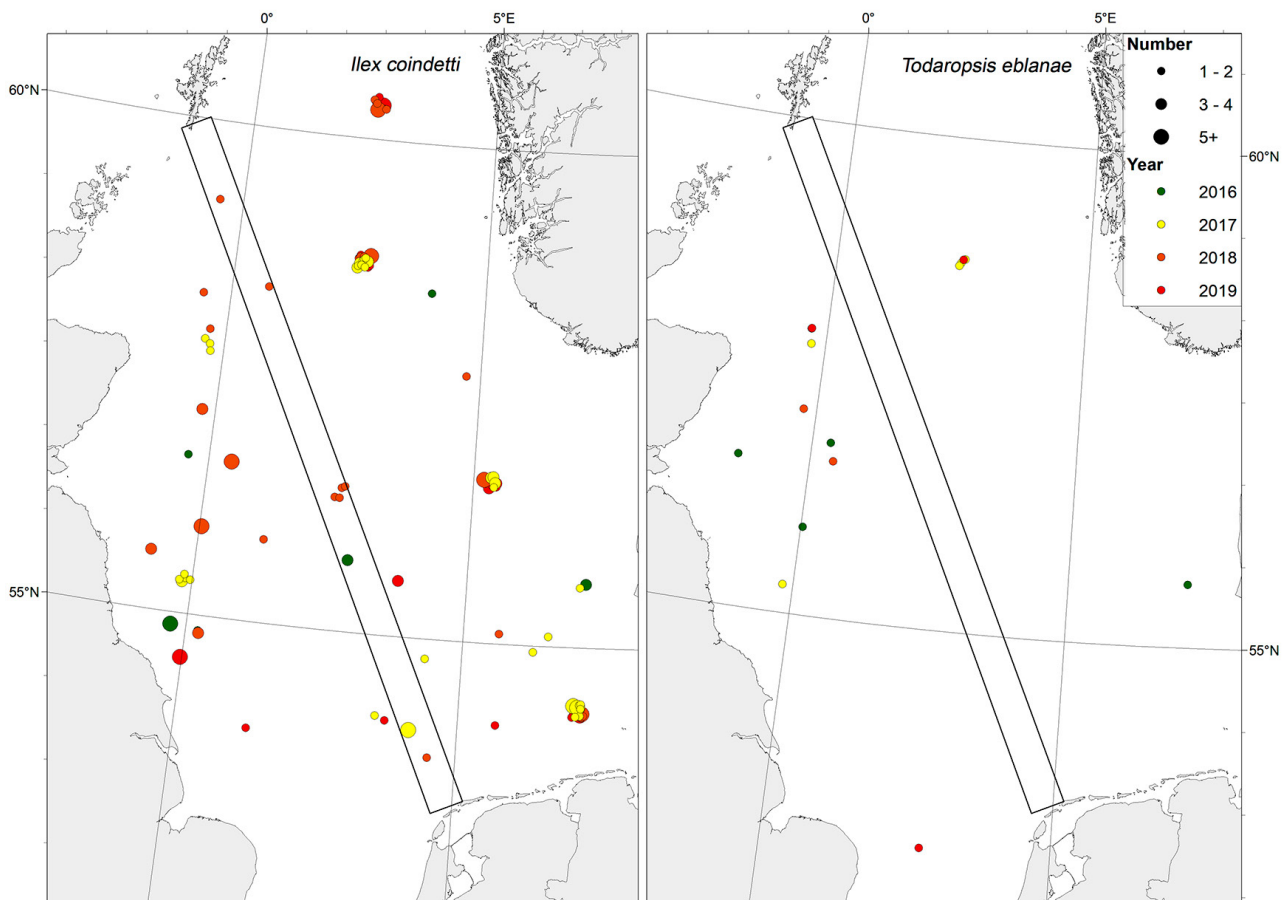 0° 5°E 0° 5°E
Ilex coindetti
Todaropsis eblanae
Number
1 - 2
3 - 4
5+
Year
2016
2017
2018
2019
60°N
60°N
55°N
55°N